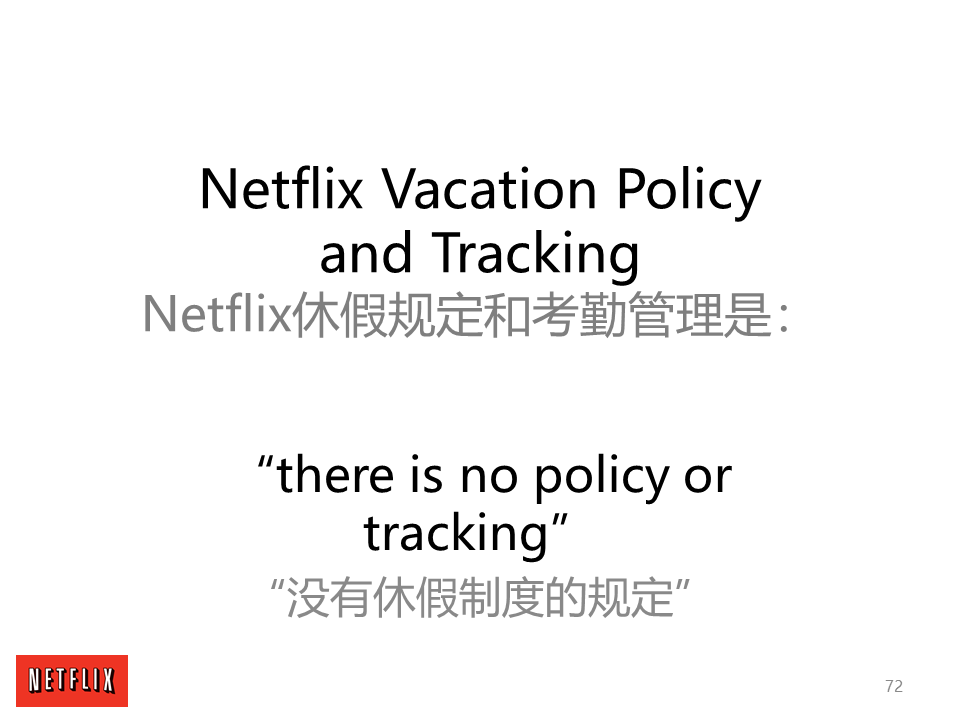 Netflix Vacation Policy
and Tracking
Netflix休假规定和考勤管理是：
“there is no policy or
tracking”
“没有休假制度的规定”
NETFLIX
72